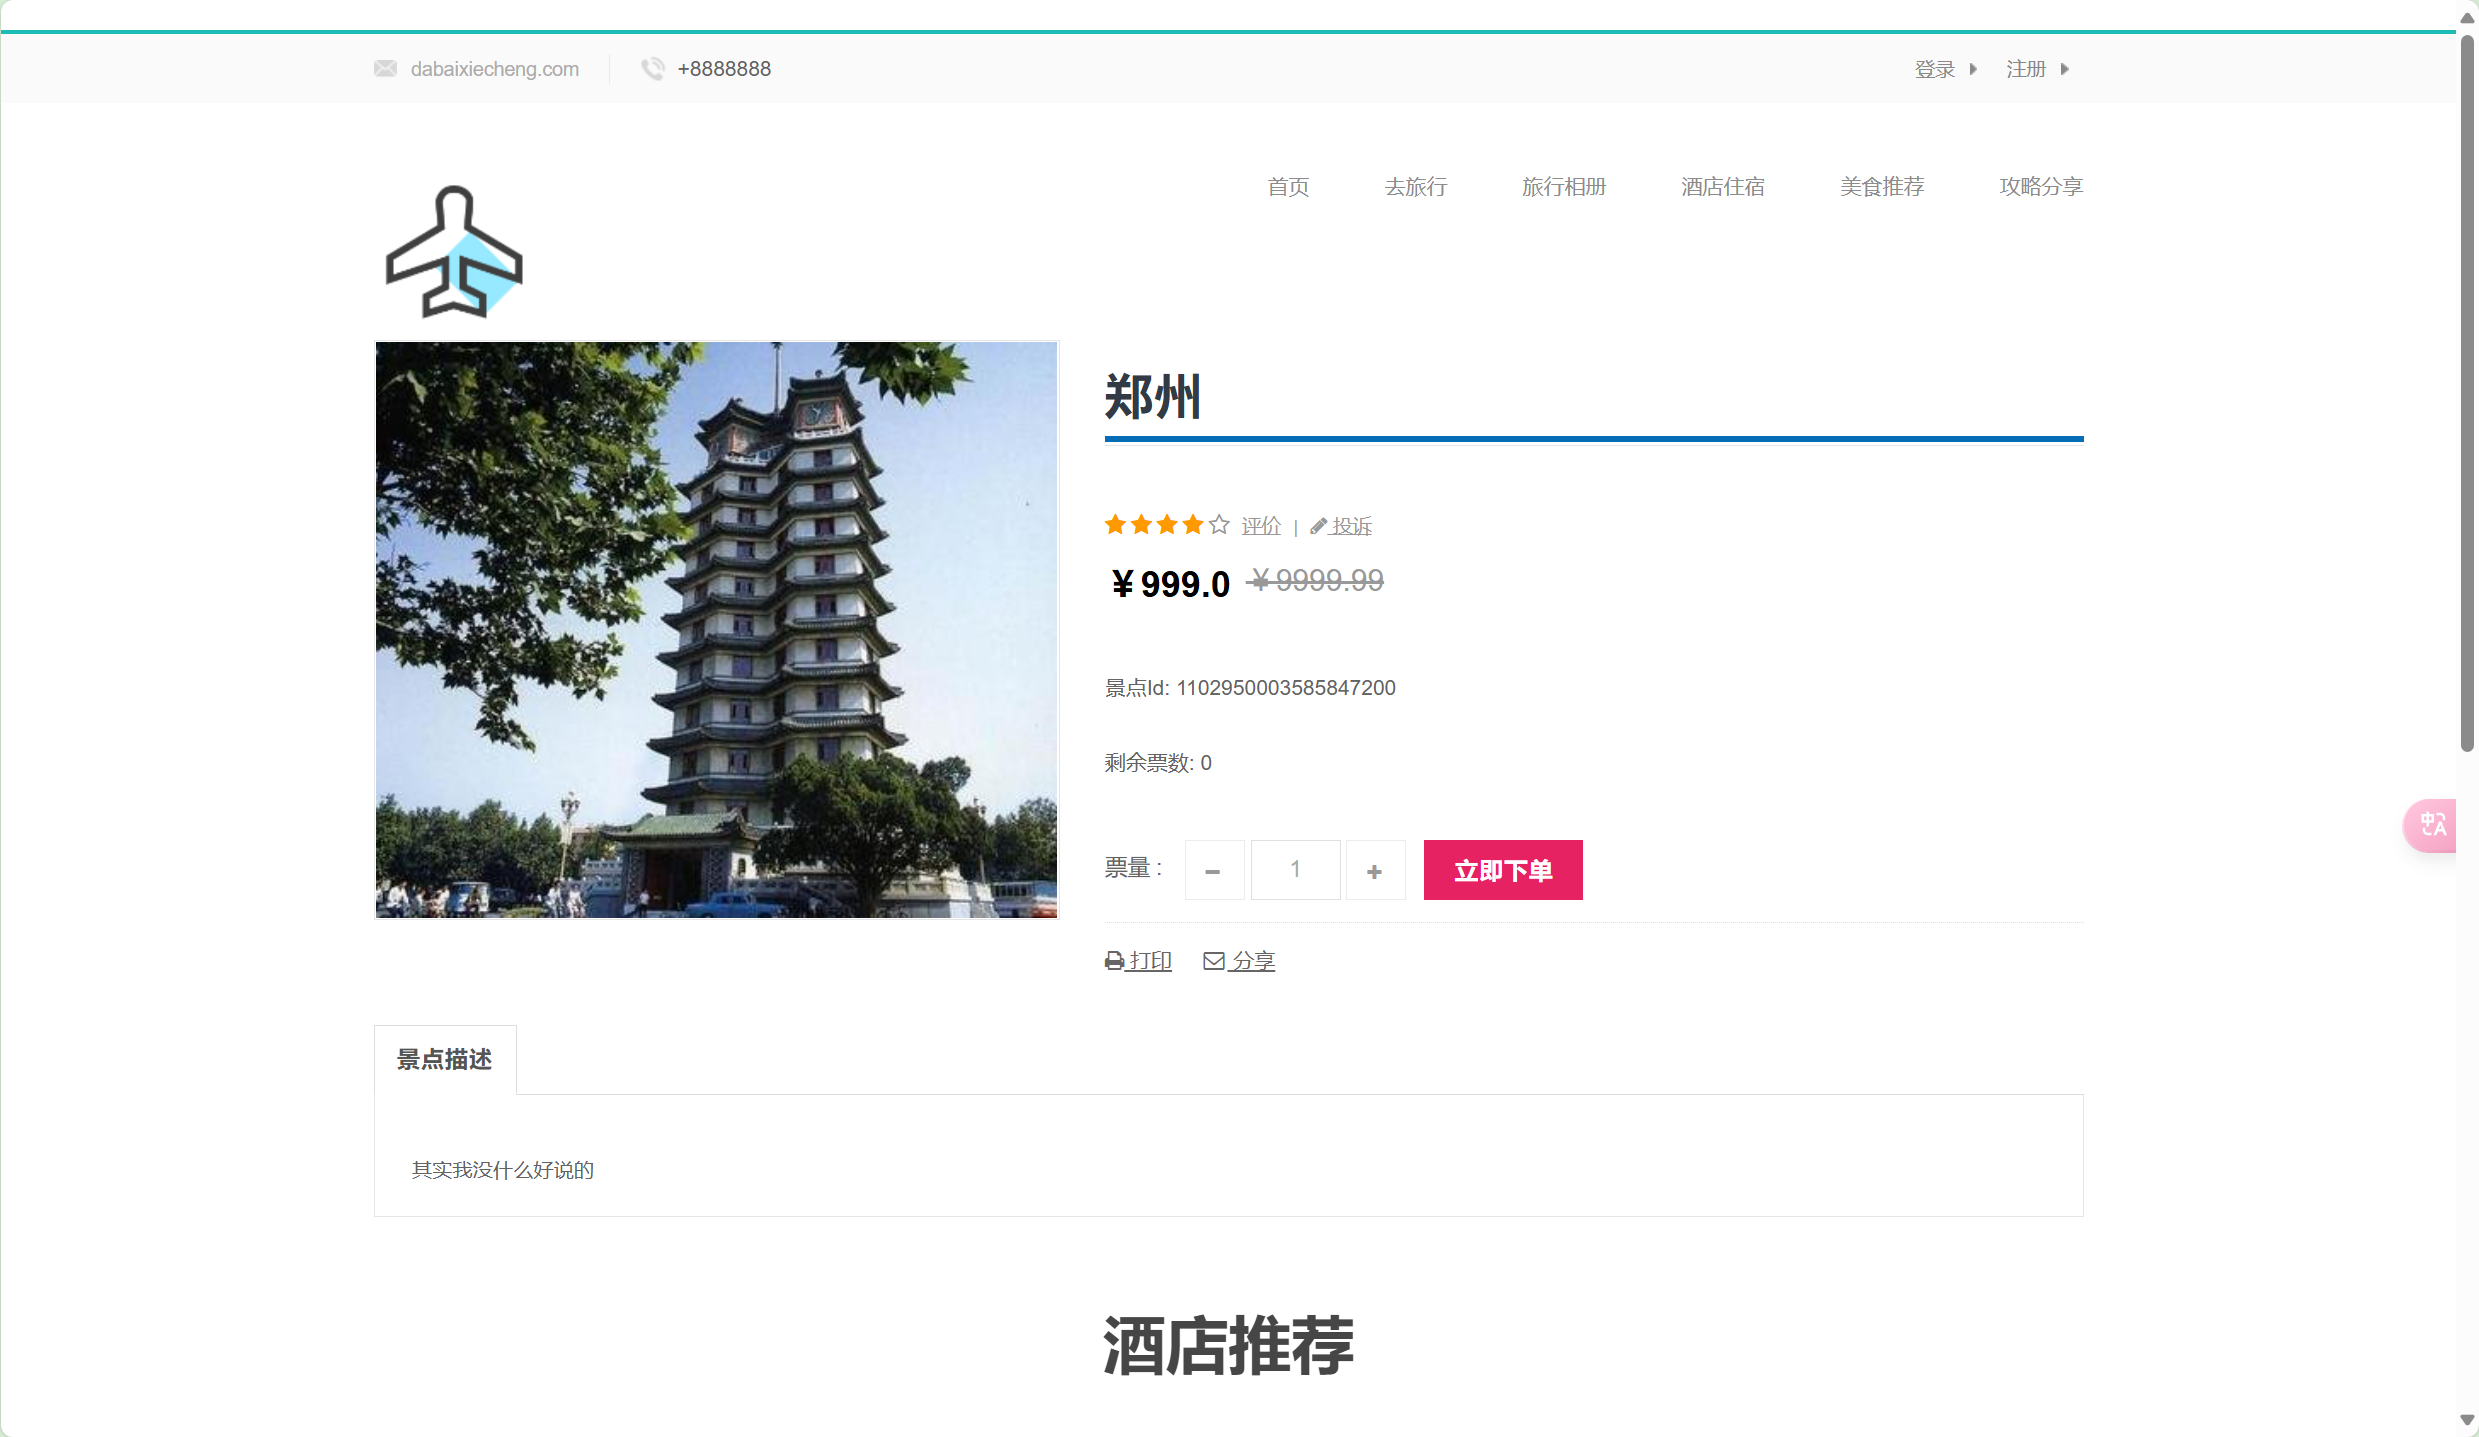 dabaixiecheng.com
+8888888
登录
注册
首页 去旅行 旅行相册 酒店住宿 美食推荐 攻略分享
郑州
评价 | 投诉
￥999.0 ￥9999.99
景点Id: 1102950003585847200
剩余票数: 0
票量 : 1 立即下单
打印 分享
景点描述
其实我没什么好说的
酒店推荐
中A